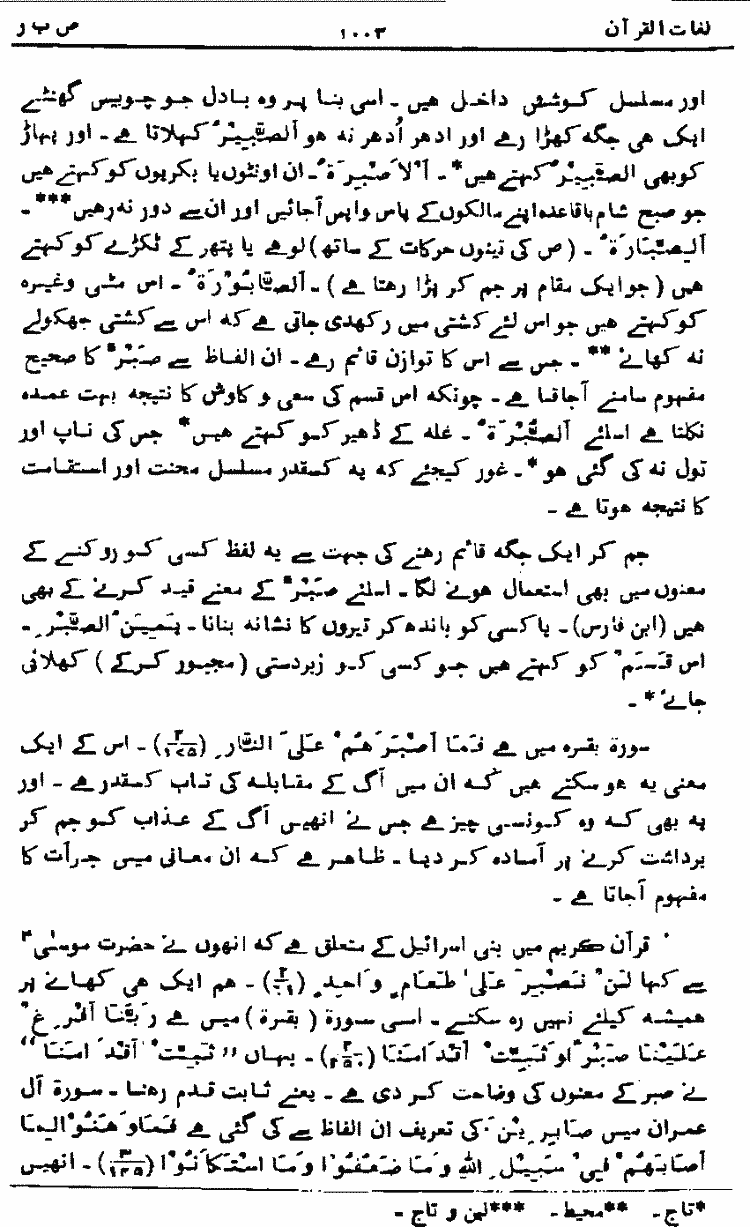 لغات القرآن ۱۰۰۳ ص ب ر
اور مسلسل کوشش داخل ہیں ۔ اسی بنا پر وہ بادل جو چوبیس گھنٹے
ایک ہی جگہ کھڑا رہے اور ادھر اُدھر نہ ہو اَلصَّبِیْرُ کہلاتا ہے ۔ اور پہاڑ
کوبھی الصَّبِیْرُ کہتے ہیں* ۔ اَلْاَصْبِرَۃُ ۔ ان اونٹوں یا بکریوں کو کہتے ہیں
جو صبح شام باقاعدہ اپنے مالکوں کے پاس واپس آجائیں اور ان سے دور نہ رہیں*** ۔
اَلصَّبَارَۃُ ۔ (ص کی تینوں حرکات کے ساتھ) لوہے یا پتھر کے ٹکڑے کو کہتے
ہیں (جو ایک مقام پر جم کر پڑا رہتا ہے) ۔ اَلصَّابُوْرَۃُ ۔ اس مٹی وغیرہ
کو کہتے ہیں جو اس لئے کشتی میں رکھدی جاتی ہے کہ اس سے کشتی جھکولے
نہ کھائے** ۔ جس سے اس کا توازن قائم رہے ۔ ان الفاظ سے صَبْرٌ کا صحیح
مفہوم سامنے آجاتا ہے ۔ چونکہ اس قسم کی سعی و کاوش کا نتیجہ بہت عمدہ
نکلتا ہے اسلئے اَلصُّبْرَۃُ ۔ غلہ کے ڈھیر کو کہتے ہیں* جس کی ناپ اور
تول نہ کی گئی ہو* ۔ غور کیجئے کہ یہ کسقدر مسلسل محنت اور استقامت
کا نتیجہ ہوتا ہے ۔
جم کر ایک جگہ قائم رہنے کی جہت سے یہ لفظ کسی کو روکنے کے
معنوں میں بھی استعمال ہونے لگا ۔ اسلئے صَبْرٌ کے معنے قید کرنے کے بھی
ہیں (ابن فارس) ۔ یا کسی کو باندھ کر تیروں کا نشانہ بنانا ۔ یَمِیْنُ الصَّبْرِ ۔
اس قَسَم کو کہتے ہیں جو کسی کو زبردستی (مجبور کرکے) کھلائی
جائے* ۔
سورۃ بقرہ میں ہے فَمَا اَصْبَرَھُمْ عَلَی النَّارِ (۲/۱۷۵) ۔ اس کے ایک
معنی یہ ہو سکتے ہیں کہ ان میں آگ کے مقابلہ کی تاب کسقدر ہے ۔ اور
یہ بھی کہ وہ کونسی چیز ہے جس نے انھیں آگ کے عذاب کو جم کر
برداشت کرنے پر آمادہ کر دیا ۔ ظاہر ہے کہ ان معانی میں جرأت کا
مفہوم آجاتا ہے ۔
قرآن کریم میں بنی اسرائیل کے متعلق ہے کہ انھوں نے حضرت موسٰیؑ
سے کہا لَنْ نَصْبِرَ عَلٰی طَعَامٍ وَاحِدٍ (۲/۶۱) ۔ ہم ایک ہی کھانے پر
ہمیشہ کیلئے نہیں رہ سکتے ۔ اسی سورۃ (بقرۃ) میں ہے رَبَّنَا اَفْرِغْ
عَلَیْنَا صَبْرًا وَّ ثَبِّتْ اَقْدَامَنَا (۲/۲۵۰) ۔ یہاں ”ثَبِّتْ اَقْدَامَنَا“
نے صبر کے معنوں کی وضاحت کر دی ہے ۔ یعنے ثابت قدم رہنا ۔ سورۃ آل
عمران میں صَابِرِیْنَ کی تعریف ان الفاظ سے کی گئی ہے فَمَا وَھَنُوْا لِمَا
اَصَابَھُمْ فِیْ سَبِیْلِ اللہِ وَمَا ضَعُفُوْا وَمَا اسْتَکَانُوْا (۳/۱۴۵) ۔ انھیں
*تاج ۔ **محیط ۔ ***لین و تاج ۔